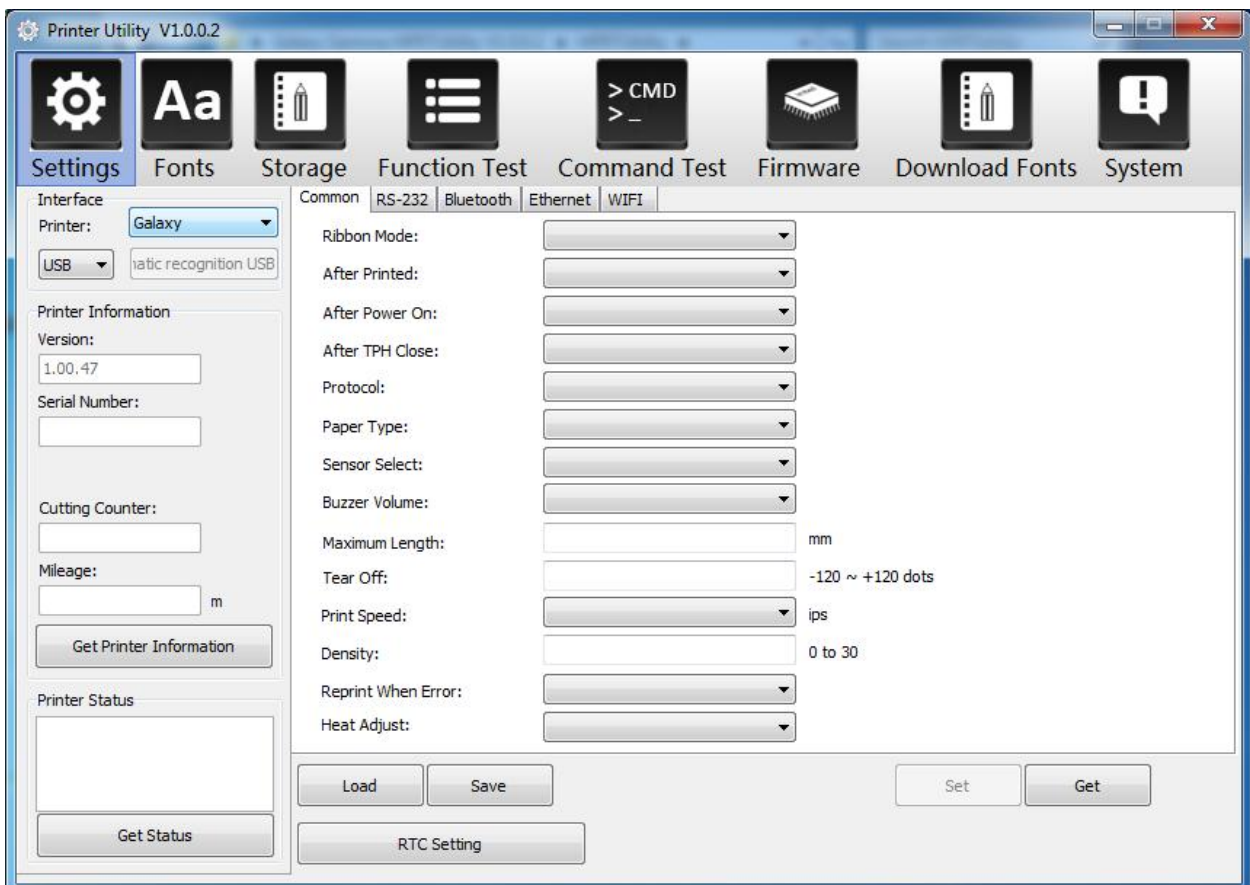 Printer Utility V1.0.0.2
Aa
> CMD
> _
Settings Fonts Storage Function Test Command Test Firmware Download Fonts System
Interface
Printer: Galaxy
USB natic recognition USB
Printer Information
Version:
1.00.47
Serial Number:
Cutting Counter:
Mileage:
m
Get Printer Information
Printer Status
Get Status
Common RS-232 Bluetooth Ethernet WIFI
Ribbon Mode:
After Printed:
After Power On:
After TPH Close:
Protocol:
Paper Type:
Sensor Select:
Buzzer Volume:
Maximum Length: mm
Tear Off: -120 ~ +120 dots
Print Speed: ips
Density: 0 to 30
Reprint When Error:
Heat Adjust:
Load Save Set Get
RTC Setting